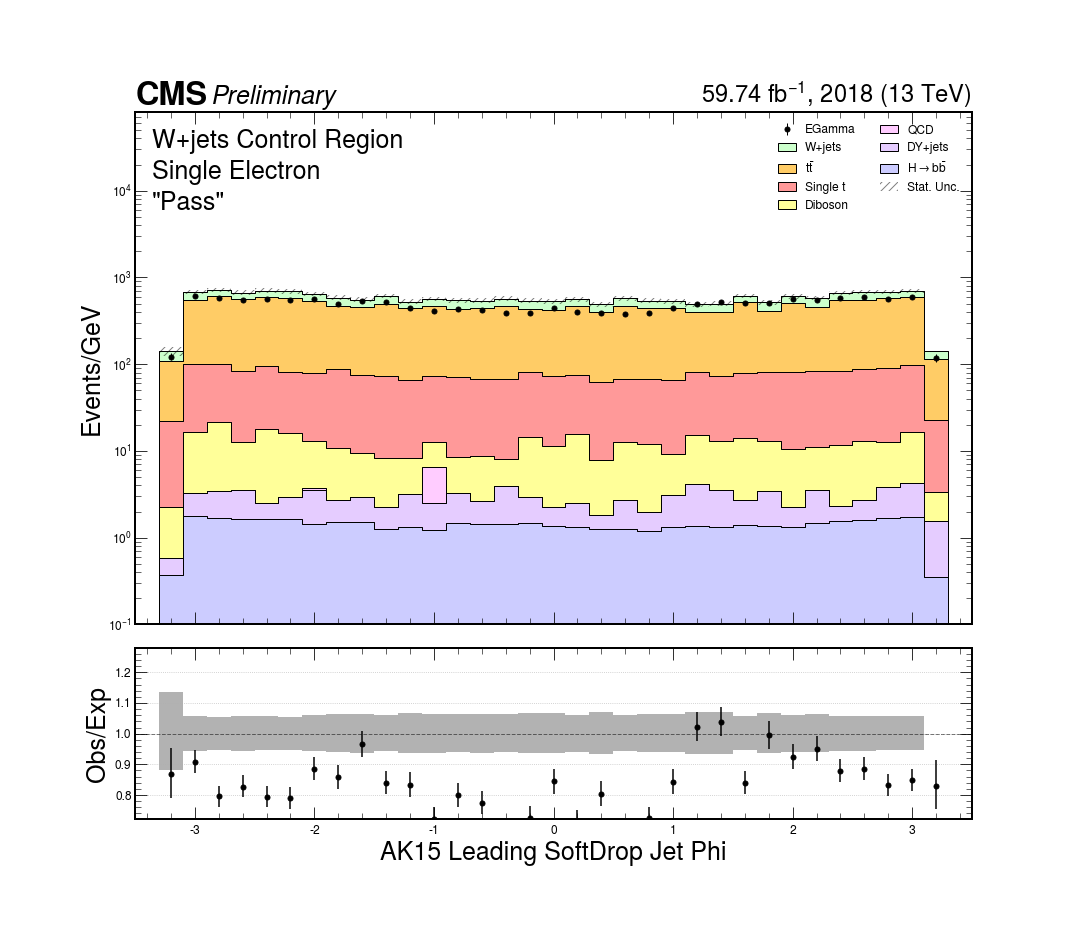 CMS Preliminary
59.74 fb⁻¹, 2018 (13 TeV)
W+jets Control Region
Single Electron
"Pass"
EGamma
W+jets
tt̄
Single t
Diboson
QCD
DY+jets
H→bb̄
Stat. Unc.
Events/GeV
10⁴
10³
10²
10¹
10⁰
10⁻¹
Obs/Exp
1.2
1.1
1.0
0.9
0.8
-3 -2 -1 0 1 2 3
AK15 Leading SoftDrop Jet Phi